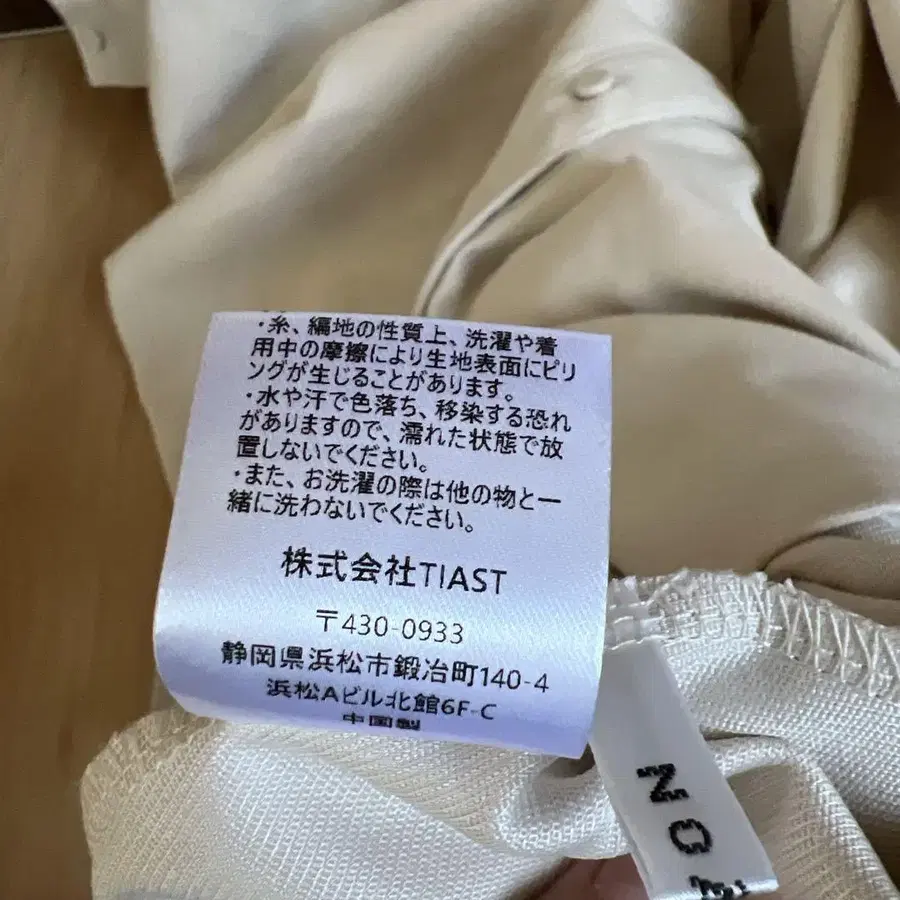 ・糸、編地の性質上、洗濯や着
用中の摩擦により生地表面にピリ
ングが生じることがあります。
・水や汗で色落ち、移染する恐れ
がありますので、濡れた状態で放
置しないでください。
・また、お洗濯の際は他の物と一
緒に洗わないでください。
株式会社TIAST
〒430-0933
静岡県浜松市鍛冶町140-4
浜松Aビル北館6F-C
中国製
NO